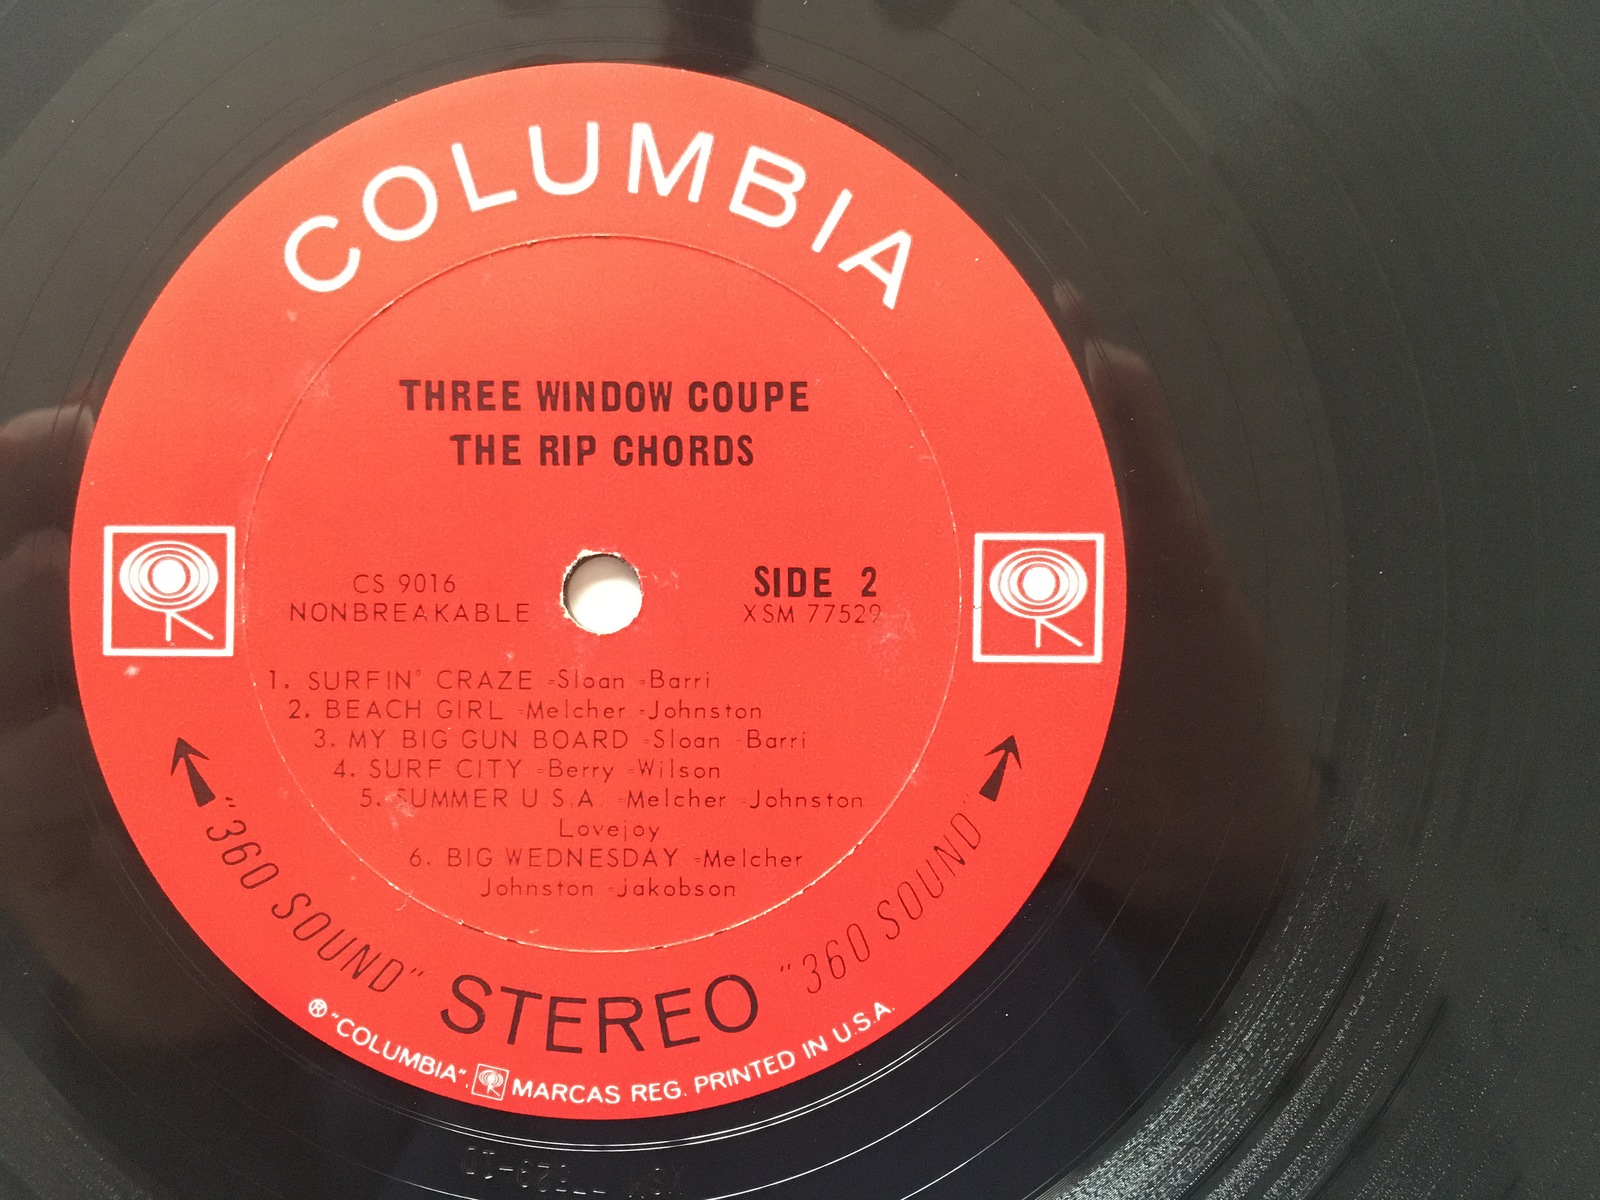 COLUMBIA
THREE WINDOW COUPE
THE RIP CHORDS
CS 9016
NONBREAKABLE
SIDE 2
XSM 77529
1. SURFIN' CRAZE -Sloan -Barri
2. BEACH GIRL -Melcher -Johnston
3. MY BIG GUN BOARD -Sloan -Barri
4. SURF CITY -Berry -Wilson
5. SUMMER U.S.A. -Melcher -Johnston
Lovejoy
6. BIG WEDNESDAY -Melcher
Johnston -jakobson
"360 SOUND" STEREO "360 SOUND"
® "COLUMBIA", MARCAS REG. PRINTED IN U.S.A.